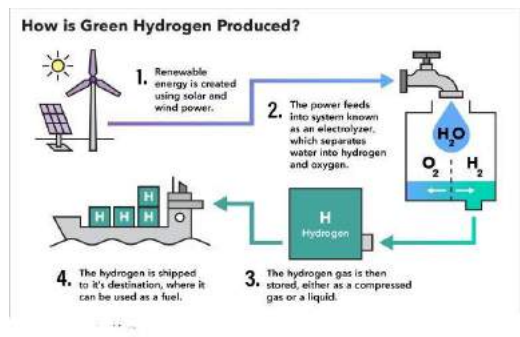 How is Green Hydrogen Produced?
1. Renewable
energy is created
using solar and
wind power.
2. The power feeds
into system known
as an electrolyzer,
which separates
water into hydrogen
and oxygen.
H2O
O2 H2
H
H H H
H
Hydrogen
4. The hydrogen is shipped
to it's destination, where it
can be used as a fuel.
3. The hydrogen gas is then
stored, either as a compressed
gas or a liquid.